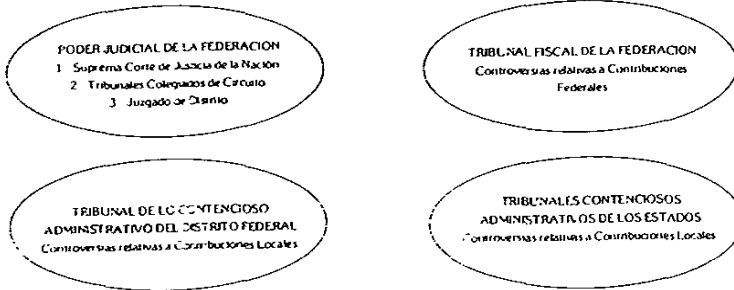 PODER JUDICIAL DE LA FEDERACION
1 Suprema Corte de Justicia de la Nación
2 Tribunales Colegiados de Circuito
3 Juzgado de Distrito
TRIBUNAL FISCAL DE LA FEDERACION
Controversias relativas a Contribuciones
Federales
TRIBUNAL DE LO CONTENCIOSO
ADMINISTRATIVO DEL DISTRITO FEDERAL
Controversias relativas a Contribuciones Locales
TRIBUNALES CONTENCIOSOS
ADMINISTRATIVOS DE LOS ESTADOS
Controversias relativas a Contribuciones Locales